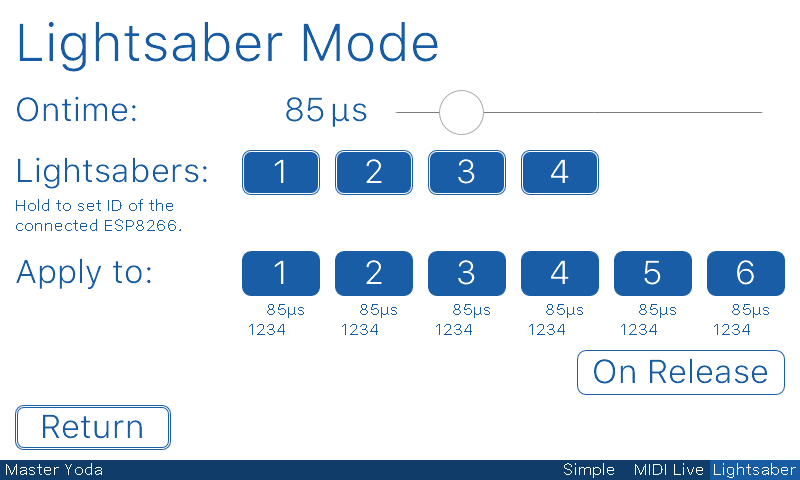 Lightsaber Mode
Ontime: 85 µs
Lightsabers: 1 2 3 4
Hold to set ID of the
connected ESP8266.
Apply to: 1 2 3 4 5 6
85µs 85µs 85µs 85µs 85µs 85µs
1234 1234 1234 1234 1234 1234
On Release
Return
Master Yoda Simple MIDI Live Lightsaber